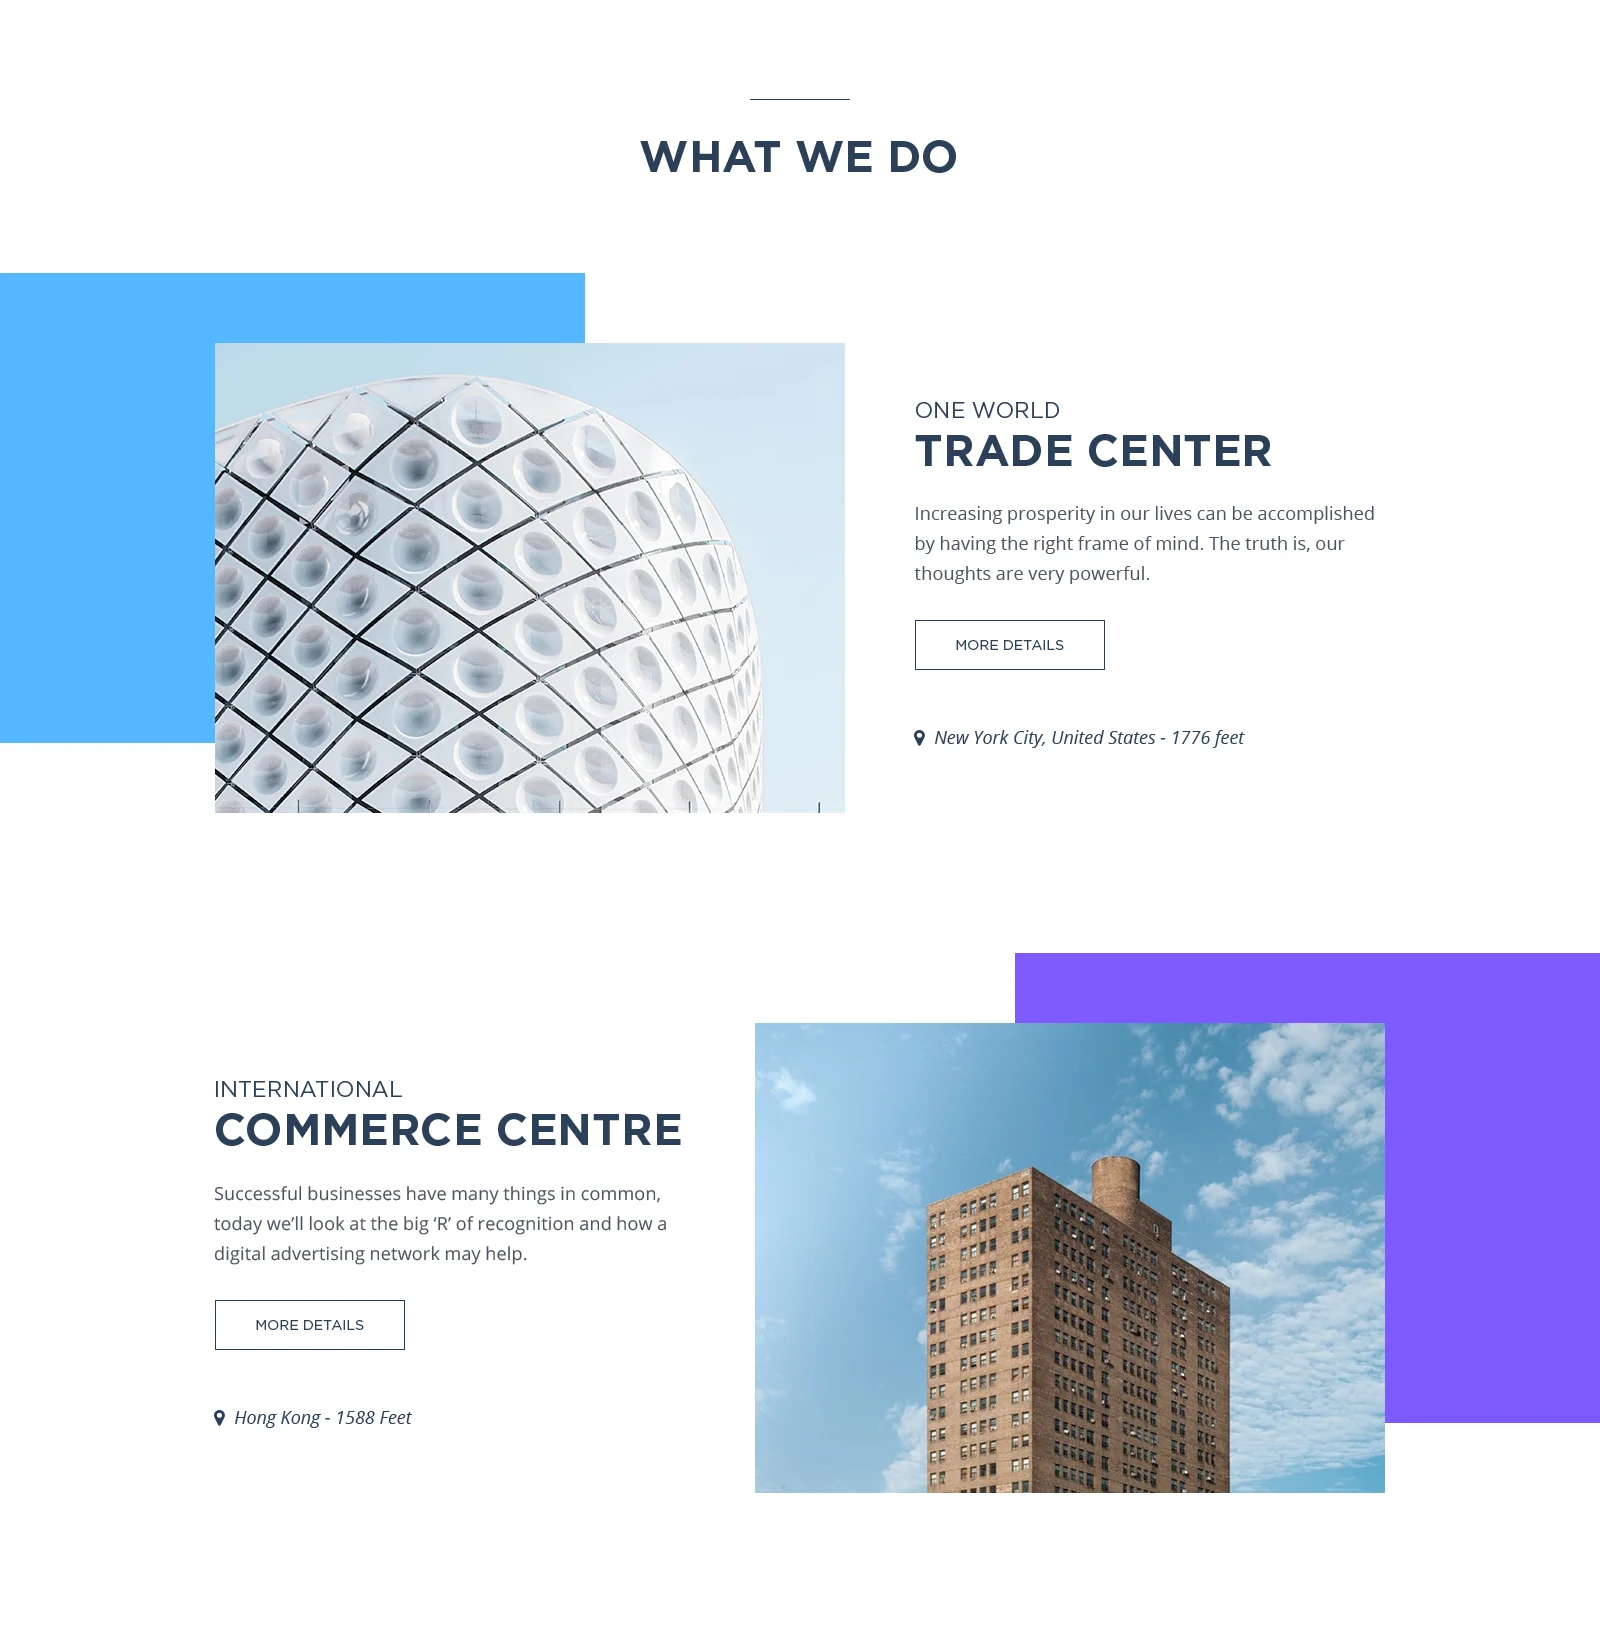 WHAT WE DO
ONE WORLD
TRADE CENTER
Increasing prosperity in our lives can be accomplished
by having the right frame of mind. The truth is, our
thoughts are very powerful.
MORE DETAILS
New York City, United States - 1776 feet
INTERNATIONAL
COMMERCE CENTRE
Successful businesses have many things in common,
today we’ll look at the big ‘R’ of recognition and how a
digital advertising network may help.
MORE DETAILS
Hong Kong - 1588 Feet